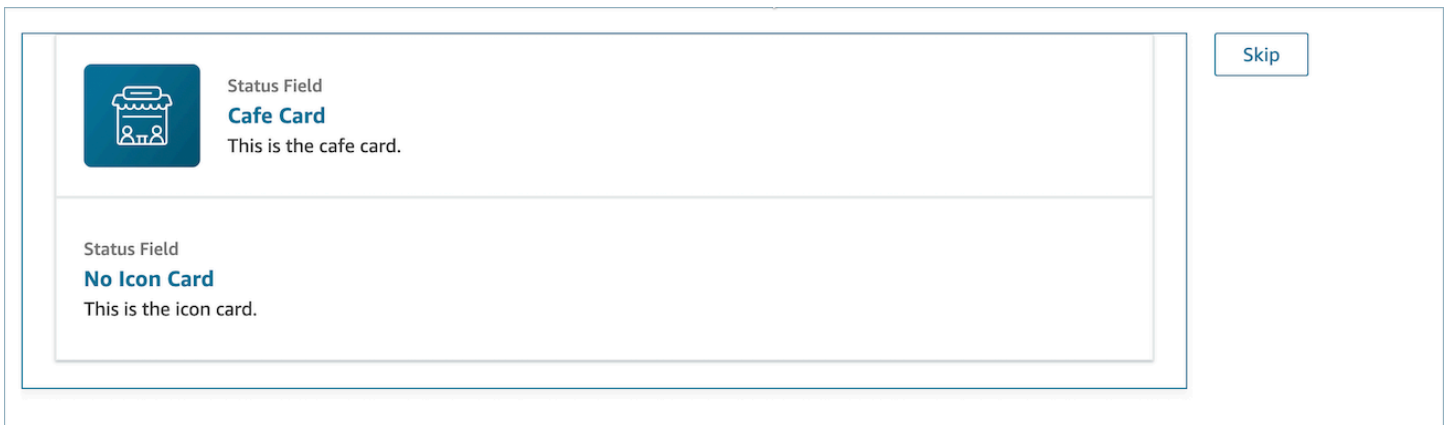 Skip
Status Field
Cafe Card
This is the cafe card.
Status Field
No Icon Card
This is the icon card.